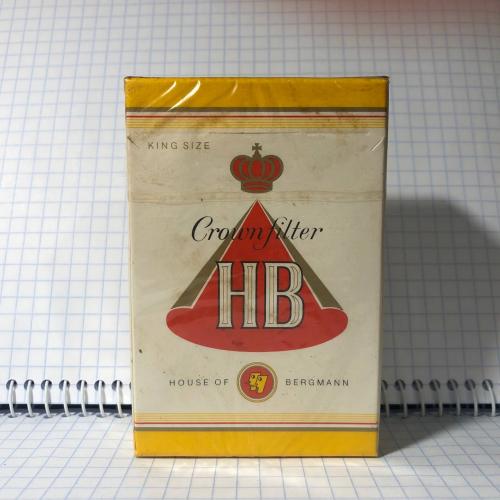 KING SIZE
Crownfilter
HB
HOUSE OF BERGMANN